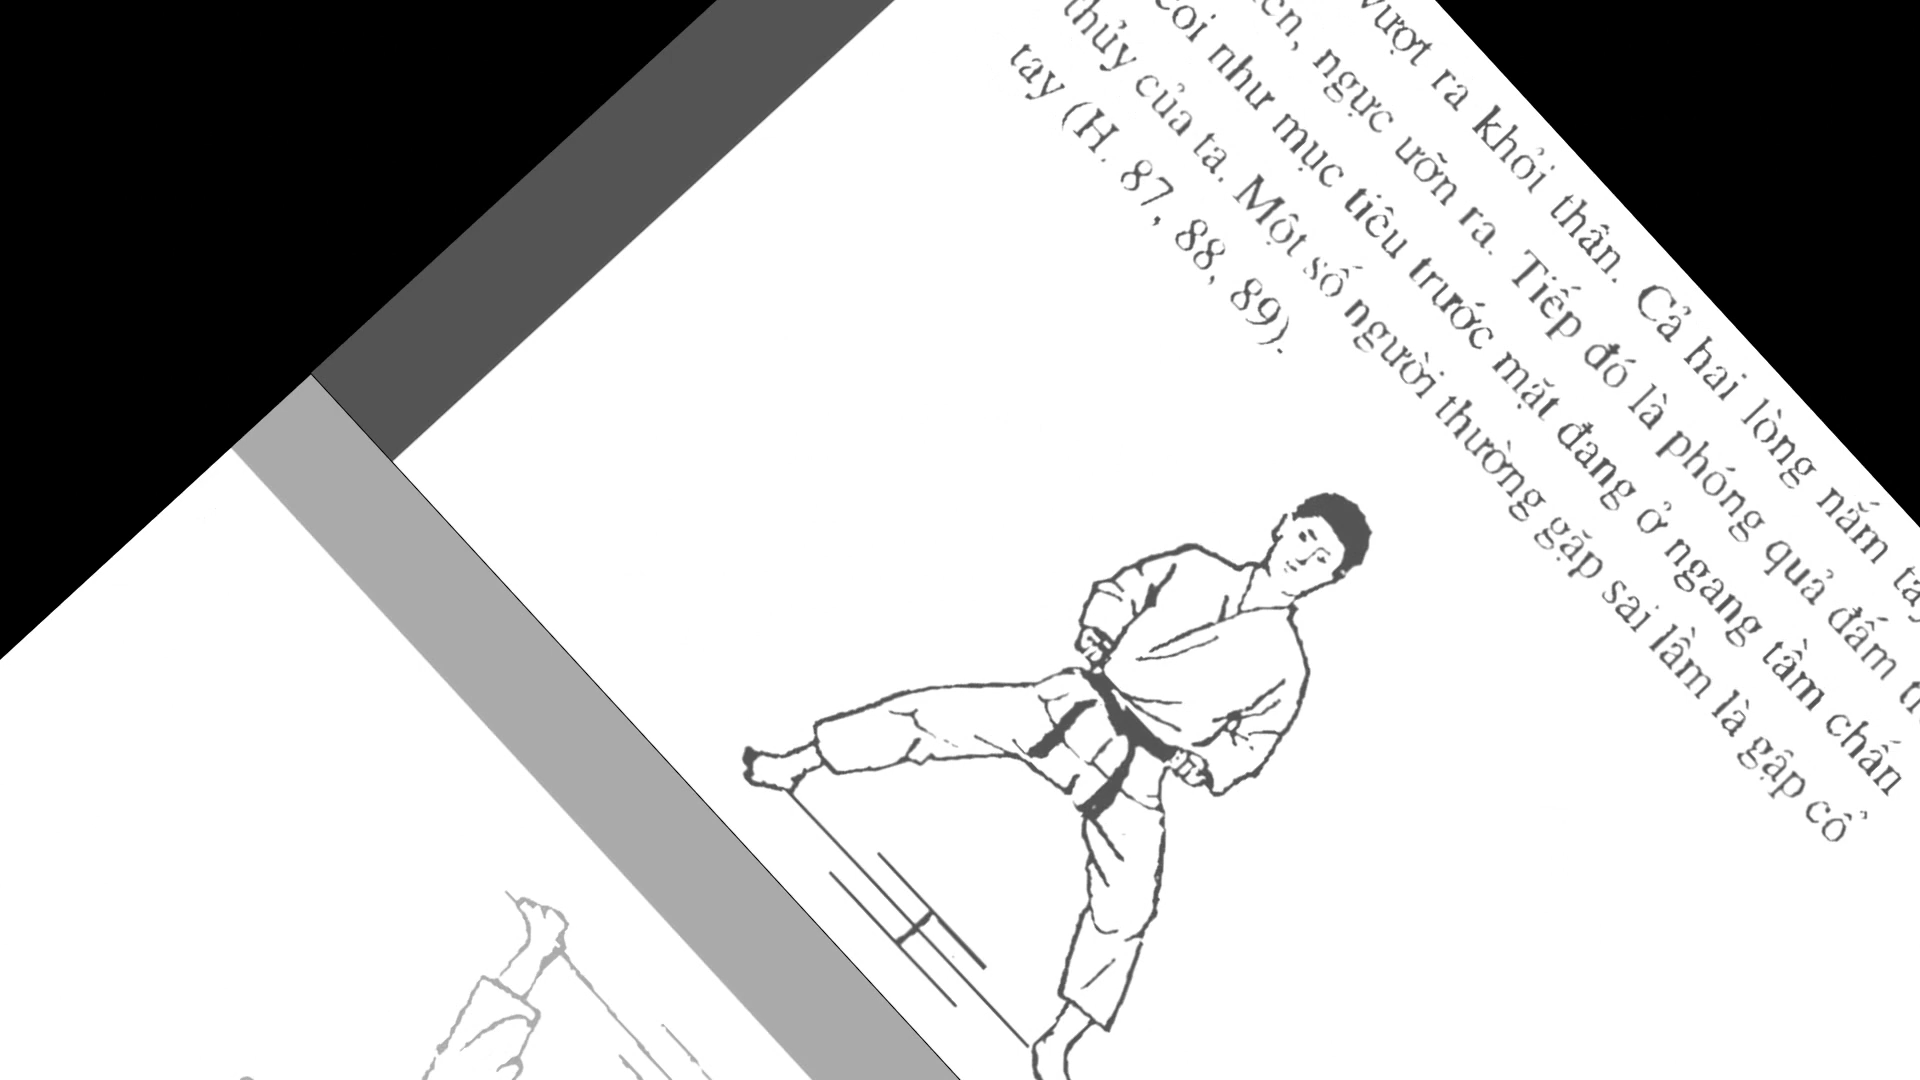 vượt ra khỏi thân. Cả hai lòng nắm
ngực ưỡn ra. Tiếp đó là phóng quả đấm
coi như mục tiêu trước mặt đang ở ngang tầm chấn
thủy của ta. Một số người thường gặp sai lầm là gập cổ
tay (H. 87, 88, 89).